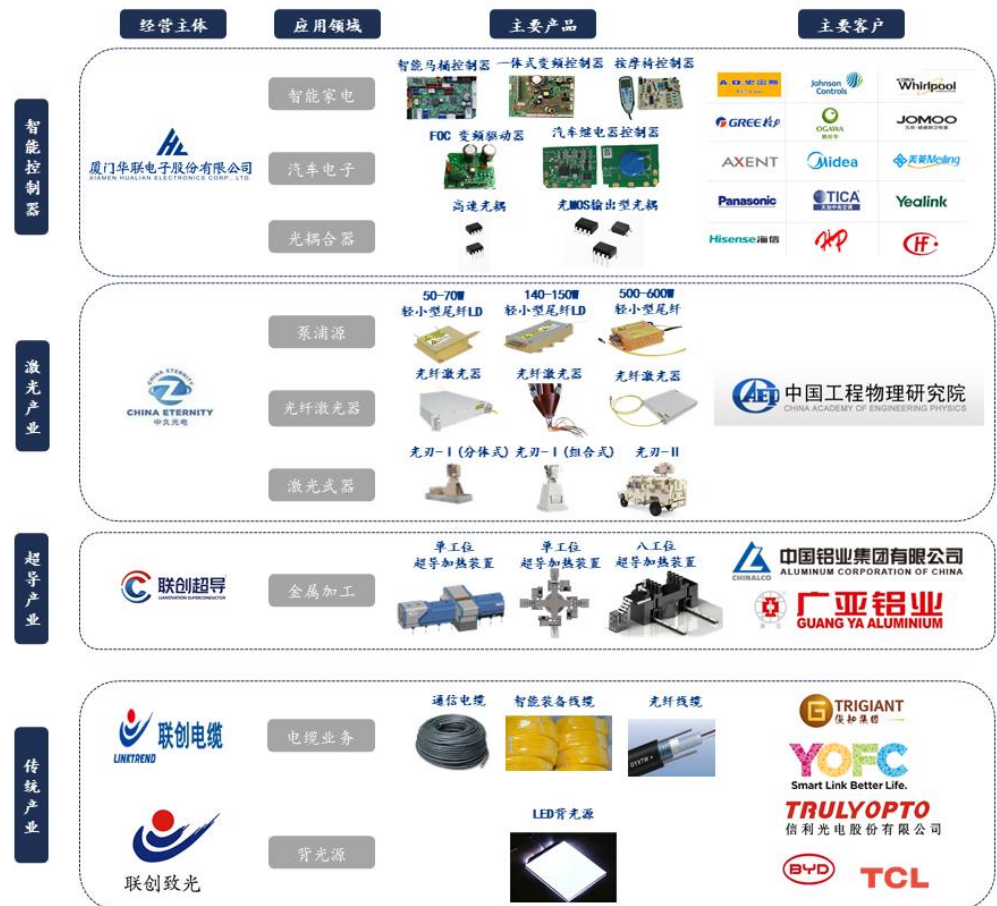 经营主体
应用领域
主要产品
主要客户
智能控制器
厦门华联电子股份有限公司
XIAMEN HUALIAN ELECTRONICS CORP., LTD.
智能家电
汽车电子
光耦合器
智能马桶控制器
一体式变频控制器
按摩椅控制器
FOC 变频驱动器
汽车继电器控制器
高速光耦
光MOS输出型光耦
A.O.史密斯
Johnson
Controls
Whirlpool
GREE格力
OGAWA
JOMOO
AXENT
Midea
美菱Meiling
Panasonic
TICA
Yealink
Hisense海信
激光产业
CHINA ETERNITY
CHINA ETERNITY
中久光电
泵浦源
光纤激光器
激光武器
50-70W
轻小型尾纤LD
140-150W
轻小型尾纤LD
500-600W
轻小型尾纤
光纤激光器
光纤激光器
光纤激光器
光刃-I(分体式)
光刃-I(组合式)
光刃-II
CAEP
中国工程物理研究院
CHINA ACADEMY OF ENGINEERING PHYSICS
超导产业
联创超导
LIANOVATION SUPERCONDUCTOR
金属加工
单工位
超导加热装置
单工位
超导加热装置
八工位
超导加热装置
CHINALCO
中国铝业集团有限公司
ALUMINUM CORPORATION OF CHINA
广亚铝业
GUANG YA ALUMINIUM
传统产业
联创电缆
LINKTREND
联创致光
电缆业务
背光源
通信电缆
智能装备线缆
光纤线缆
GYXTW
LED背光源
TRIGIANT
俊知集团
YOFC
Smart Link Better Life.
TRULYOPTO
信利光电股份有限公司
BYD
TCL